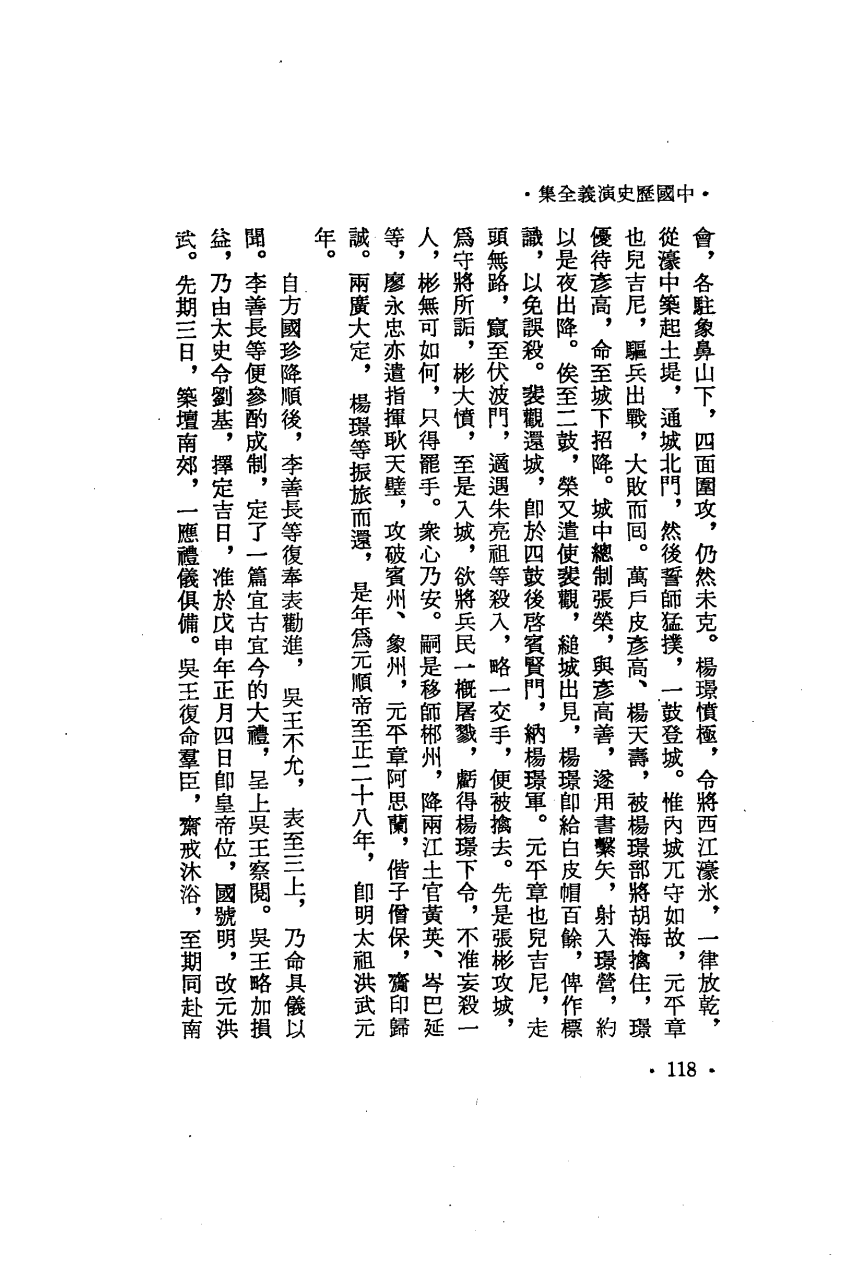 ·中國歷史演義全集·
會，各駐象鼻山下，四面圍攻，仍然未克。楊璟憤極，令將西江濠氷，一律放乾，
從濠中築起土堤，通城北門，然後誓師猛撲，一鼓登城。惟內城兀守如故，元平章
也兒吉尼，驅兵出戰，大敗而回。萬戶皮彥高、楊天壽，被楊璟部將胡海擒住，璟
優待彥高，命至城下招降。城中總制張榮，與彥高善，遂用書繫矢，射入璟營，約
以是夜出降。俟至二鼓，榮又遣使裴觀，縋城出見，楊璟卽給白皮帽百餘，俾作標
識，以免誤殺。裴觀還城，卽於四鼓後啓賓賢門，納楊璟軍。元平章也兒吉尼，走
頭無路，竄至伏波門，適遇朱亮祖等殺入，略一交手，便被擒去。先是張彬攻城，
爲守將所詬，彬大憤，至是入城，欲將兵民一概屠戮，虧得楊璟下令，不准妄殺一
人，彬無可如何，只得罷手。衆心乃安。嗣是移師郴州，降兩江土官黃英、岑巴延
等，廖永忠亦遣指揮耿天璧，攻破賓州、象州，元平章阿思蘭，偕子僧保，齎印歸
誠。兩廣大定，楊璟等振旅而還，是年爲元順帝至正二十八年，卽明太祖洪武元
年。
自方國珍降順後，李善長等復奉表勸進，吳王不允，表至三上，乃命具儀以
聞。李善長等便參酌成制，定了一篇宜古宜今的大禮，呈上吳王察閱。吳王略加損
益，乃由太史令劉基，擇定吉日，准於戊申年正月四日卽皇帝位，國號明，改元洪
武。先期三日，築壇南郊，一應禮儀俱備。吳王復命羣臣，齋戒沐浴，至期同赴南
·118·